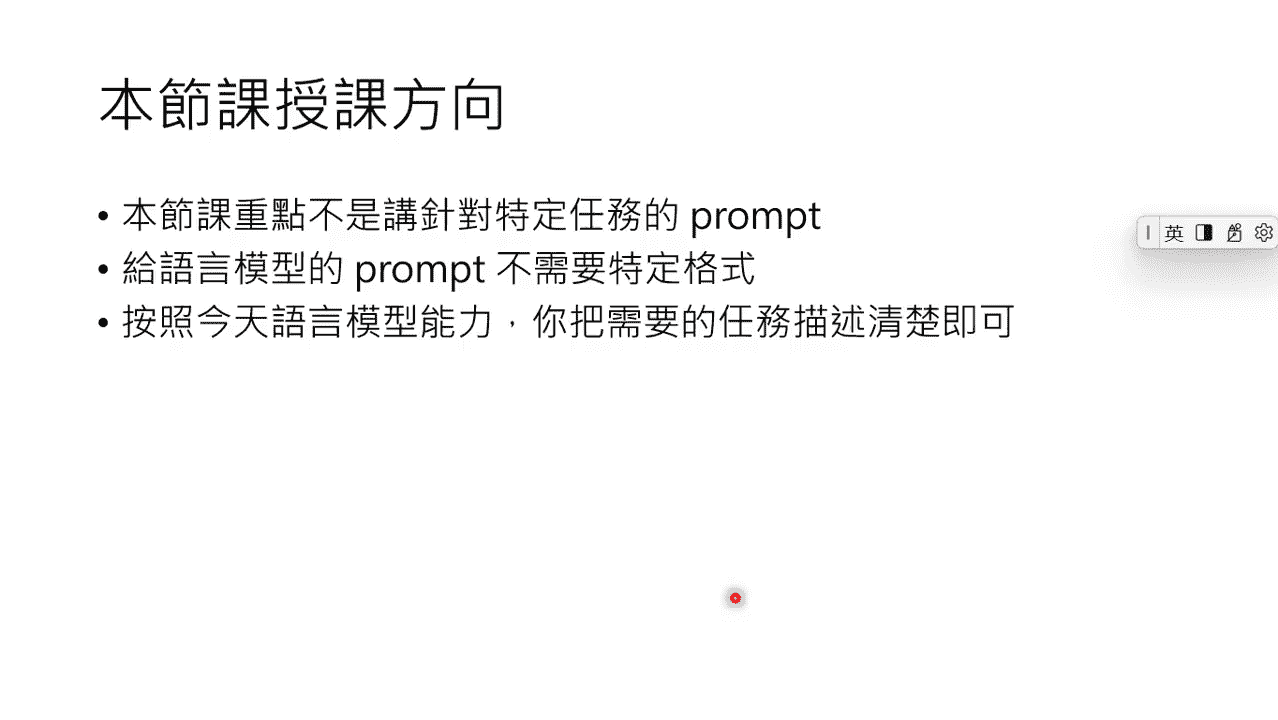 本節課授課方向
• 本節課重點不是講針對特定任務的 prompt
• 給語言模型的 prompt 不需要特定格式
• 按照今天語言模型能力，你把需要的任務描述清楚即可
英